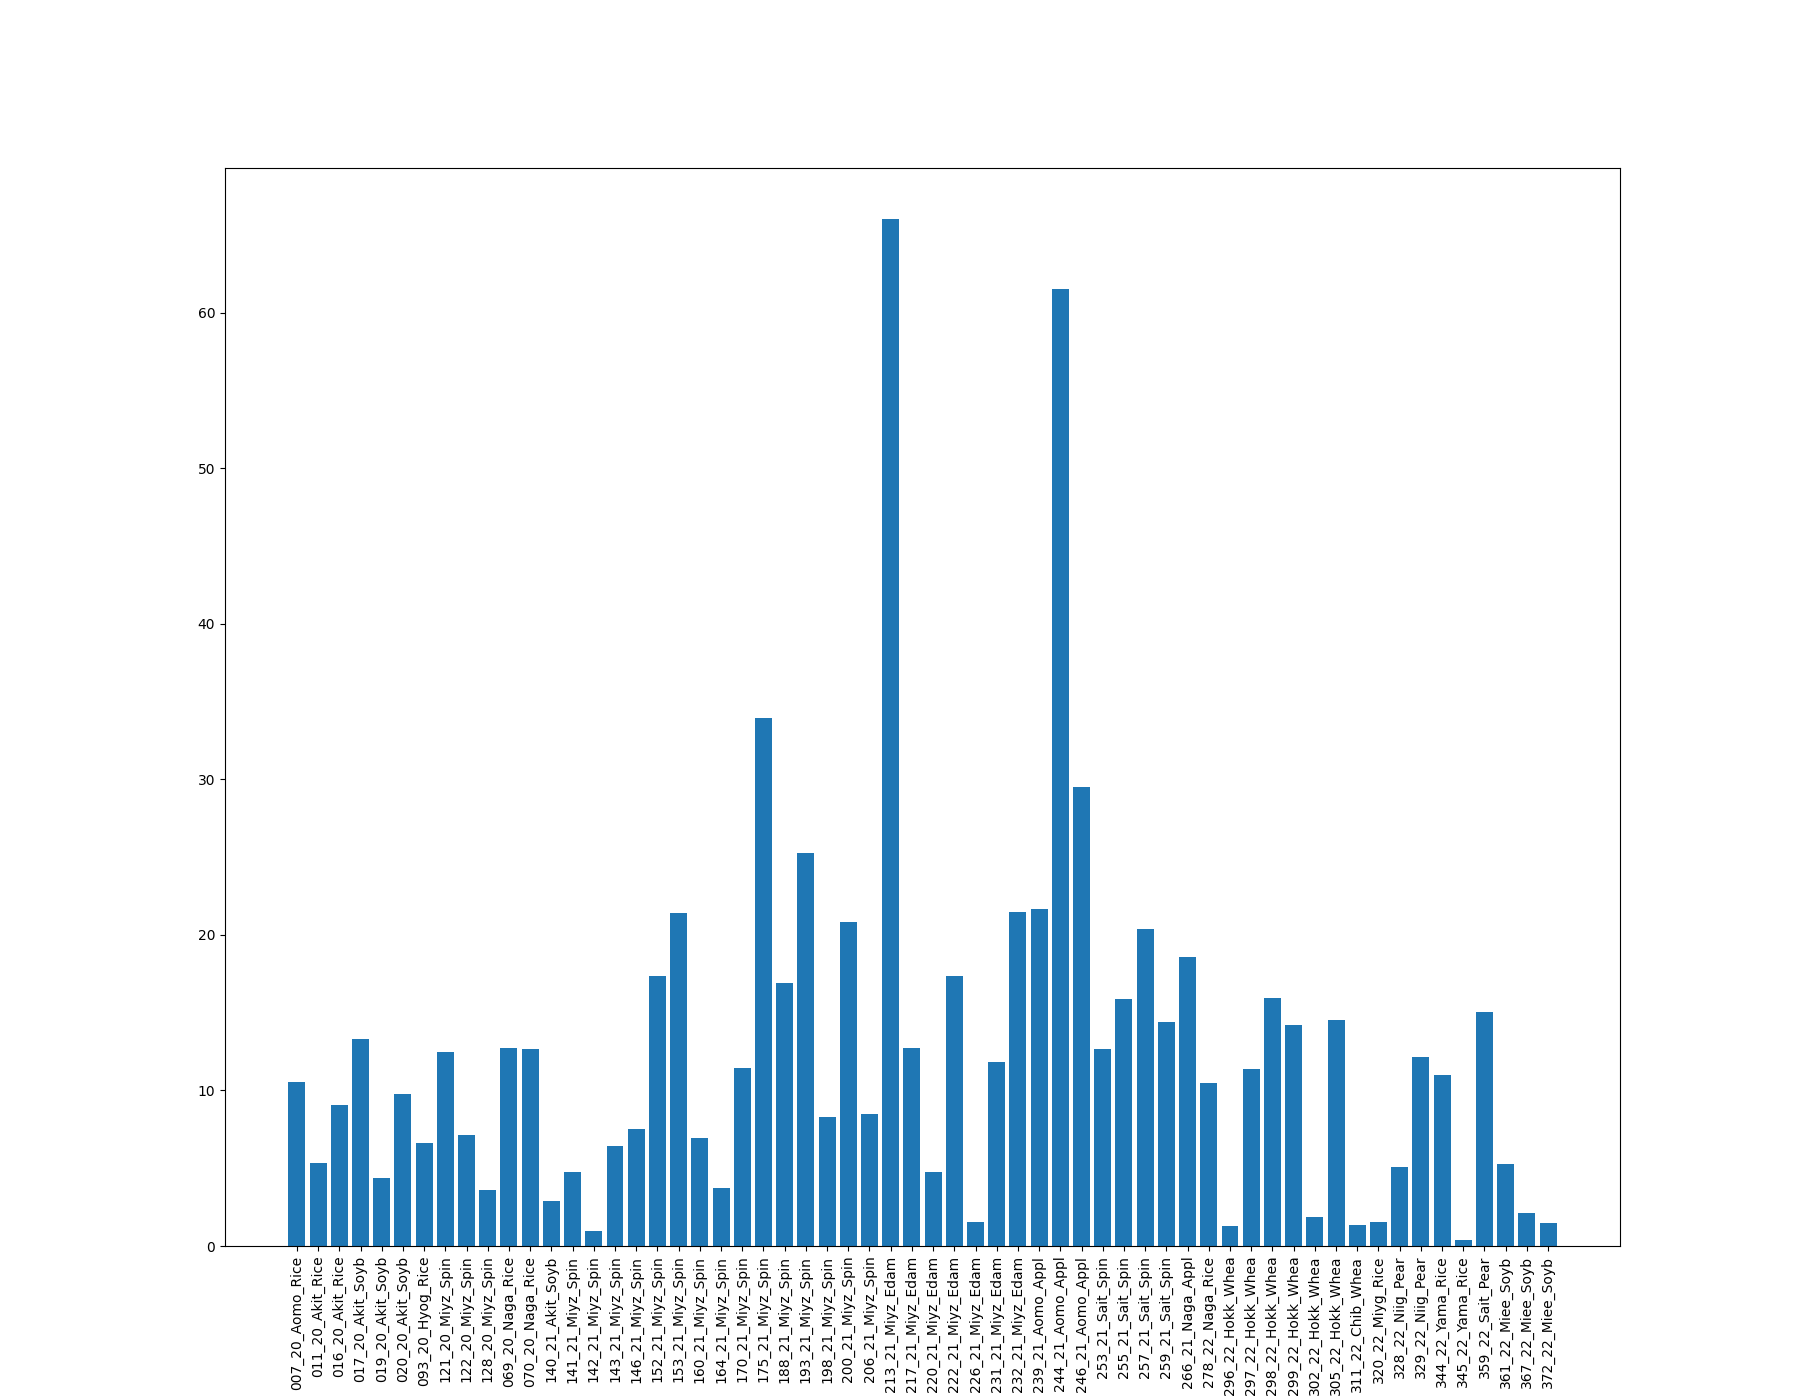 60
50
40
30
20
10
0
007_20_Aomo_Rice
011_20_Akit_Rice
016_20_Akit_Rice
017_20_Akit_Soyb
019_20_Akit_Soyb
020_20_Akit_Soyb
093_20_Hyog_Rice
121_20_Miyz_Spin
122_20_Miyz_Spin
128_20_Miyz_Spin
069_20_Naga_Rice
070_20_Naga_Rice
140_21_Akit_Soyb
141_21_Miyz_Spin
142_21_Miyz_Spin
143_21_Miyz_Spin
146_21_Miyz_Spin
152_21_Miyz_Spin
153_21_Miyz_Spin
160_21_Miyz_Spin
164_21_Miyz_Spin
170_21_Miyz_Spin
175_21_Miyz_Spin
188_21_Miyz_Spin
193_21_Miyz_Spin
198_21_Miyz_Spin
200_21_Miyz_Spin
206_21_Miyz_Spin
213_21_Miyz_Edam
217_21_Miyz_Edam
220_21_Miyz_Edam
222_21_Miyz_Edam
226_21_Miyz_Edam
231_21_Miyz_Edam
232_21_Miyz_Edam
239_21_Aomo_Appl
244_21_Aomo_Appl
246_21_Aomo_Appl
253_21_Sait_Spin
255_21_Sait_Spin
257_21_Sait_Spin
259_21_Sait_Spin
266_21_Naga_Appl
278_22_Naga_Rice
296_22_Hokk_Whea
297_22_Hokk_Whea
298_22_Hokk_Whea
299_22_Hokk_Whea
302_22_Hokk_Whea
305_22_Hokk_Whea
311_22_Chib_Whea
320_22_Miyg_Rice
328_22_Niig_Pear
329_22_Niig_Pear
344_22_Yama_Rice
345_22_Yama_Rice
359_22_Sait_Pear
361_22_Miee_Soyb
367_22_Miee_Soyb
372_22_Miee_Soyb